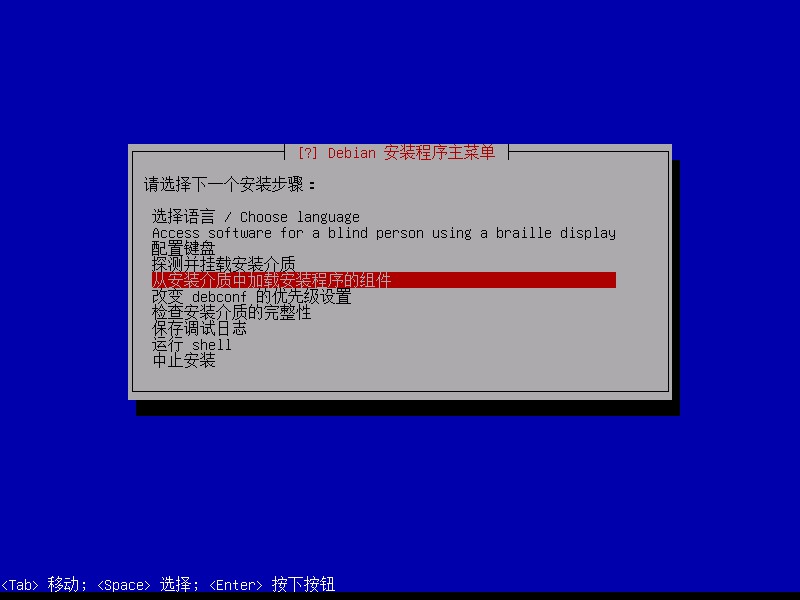 [?] Debian 安装程序主菜单
请选择下一个安装步骤：
选择语言 / Choose language
Access software for a blind person using a braille display
配置键盘
探测并挂载安装介质
从安装介质中加载安装程序的组件
改变 debconf 的优先级设置
检查安装介质的完整性
保存调试日志
运行 shell
中止安装
<Tab> 移动; <Space> 选择; <Enter> 按下按钮